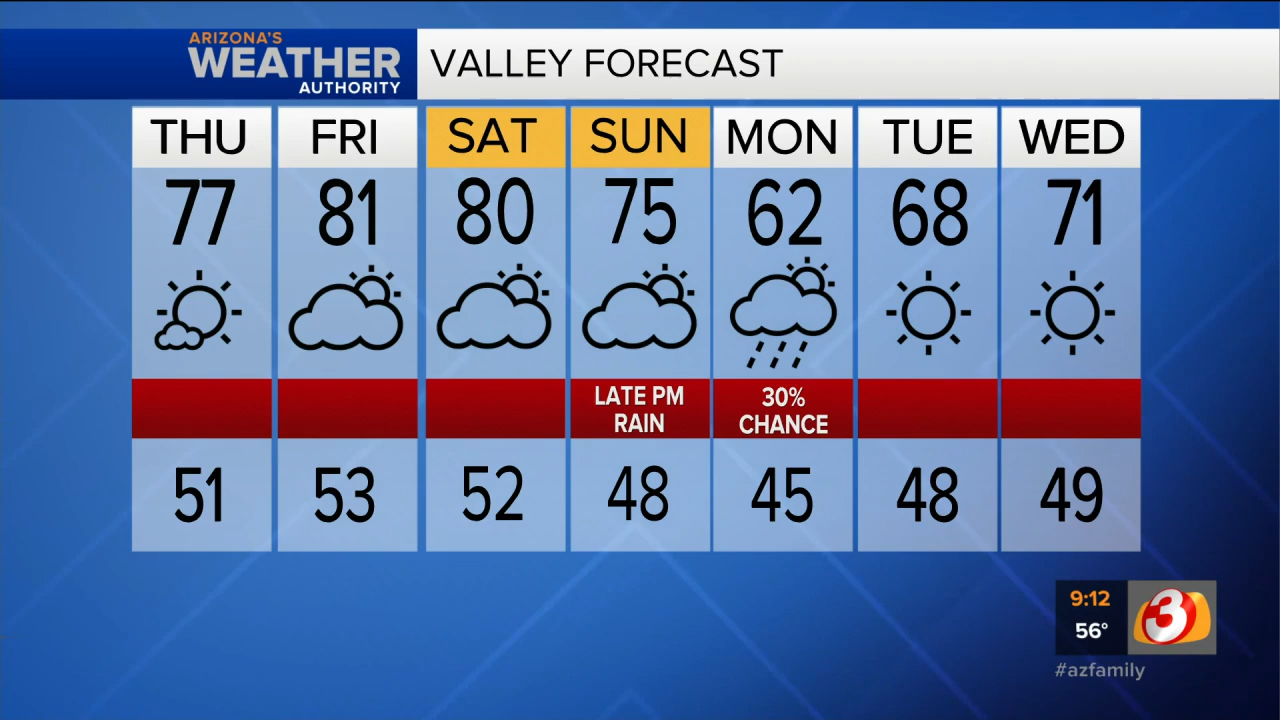 ARIZONA'S
WEATHER
AUTHORITY
VALLEY FORECAST
THU FRI SAT SUN MON TUE WED
77 81 80 75 62 68 71
LATE PM
RAIN
30%
CHANCE
51 53 52 48 45 48 49
9:12
56°
3
#azfamily